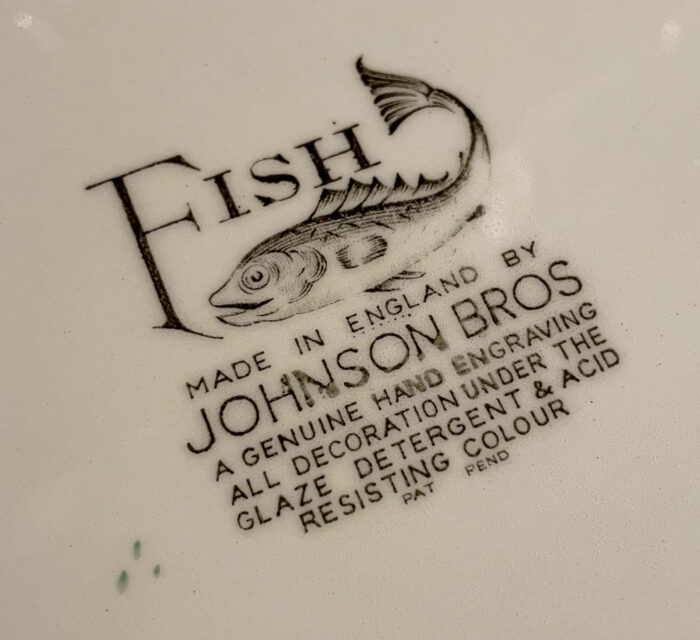 FISH
MADE IN ENGLAND BY
JOHNSON BROS
A GENUINE HAND ENGRAVING
ALL DECORATION UNDER THE
GLAZE DETERGENT & ACID
RESISTING COLOUR
PAT PEND